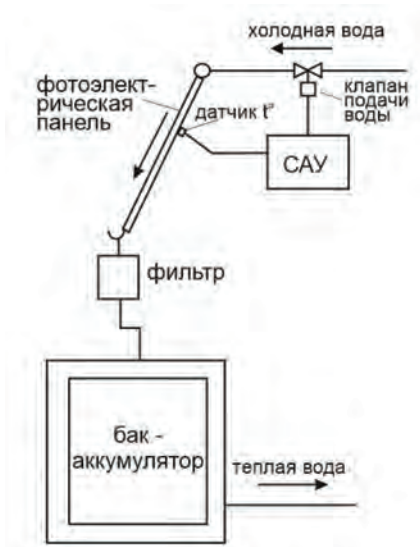 холодная вода
фотоэлект-
рическая
панель
датчик t°
клапан
подачи
воды
САУ
фильтр
бак -
аккумулятор
теплая вода